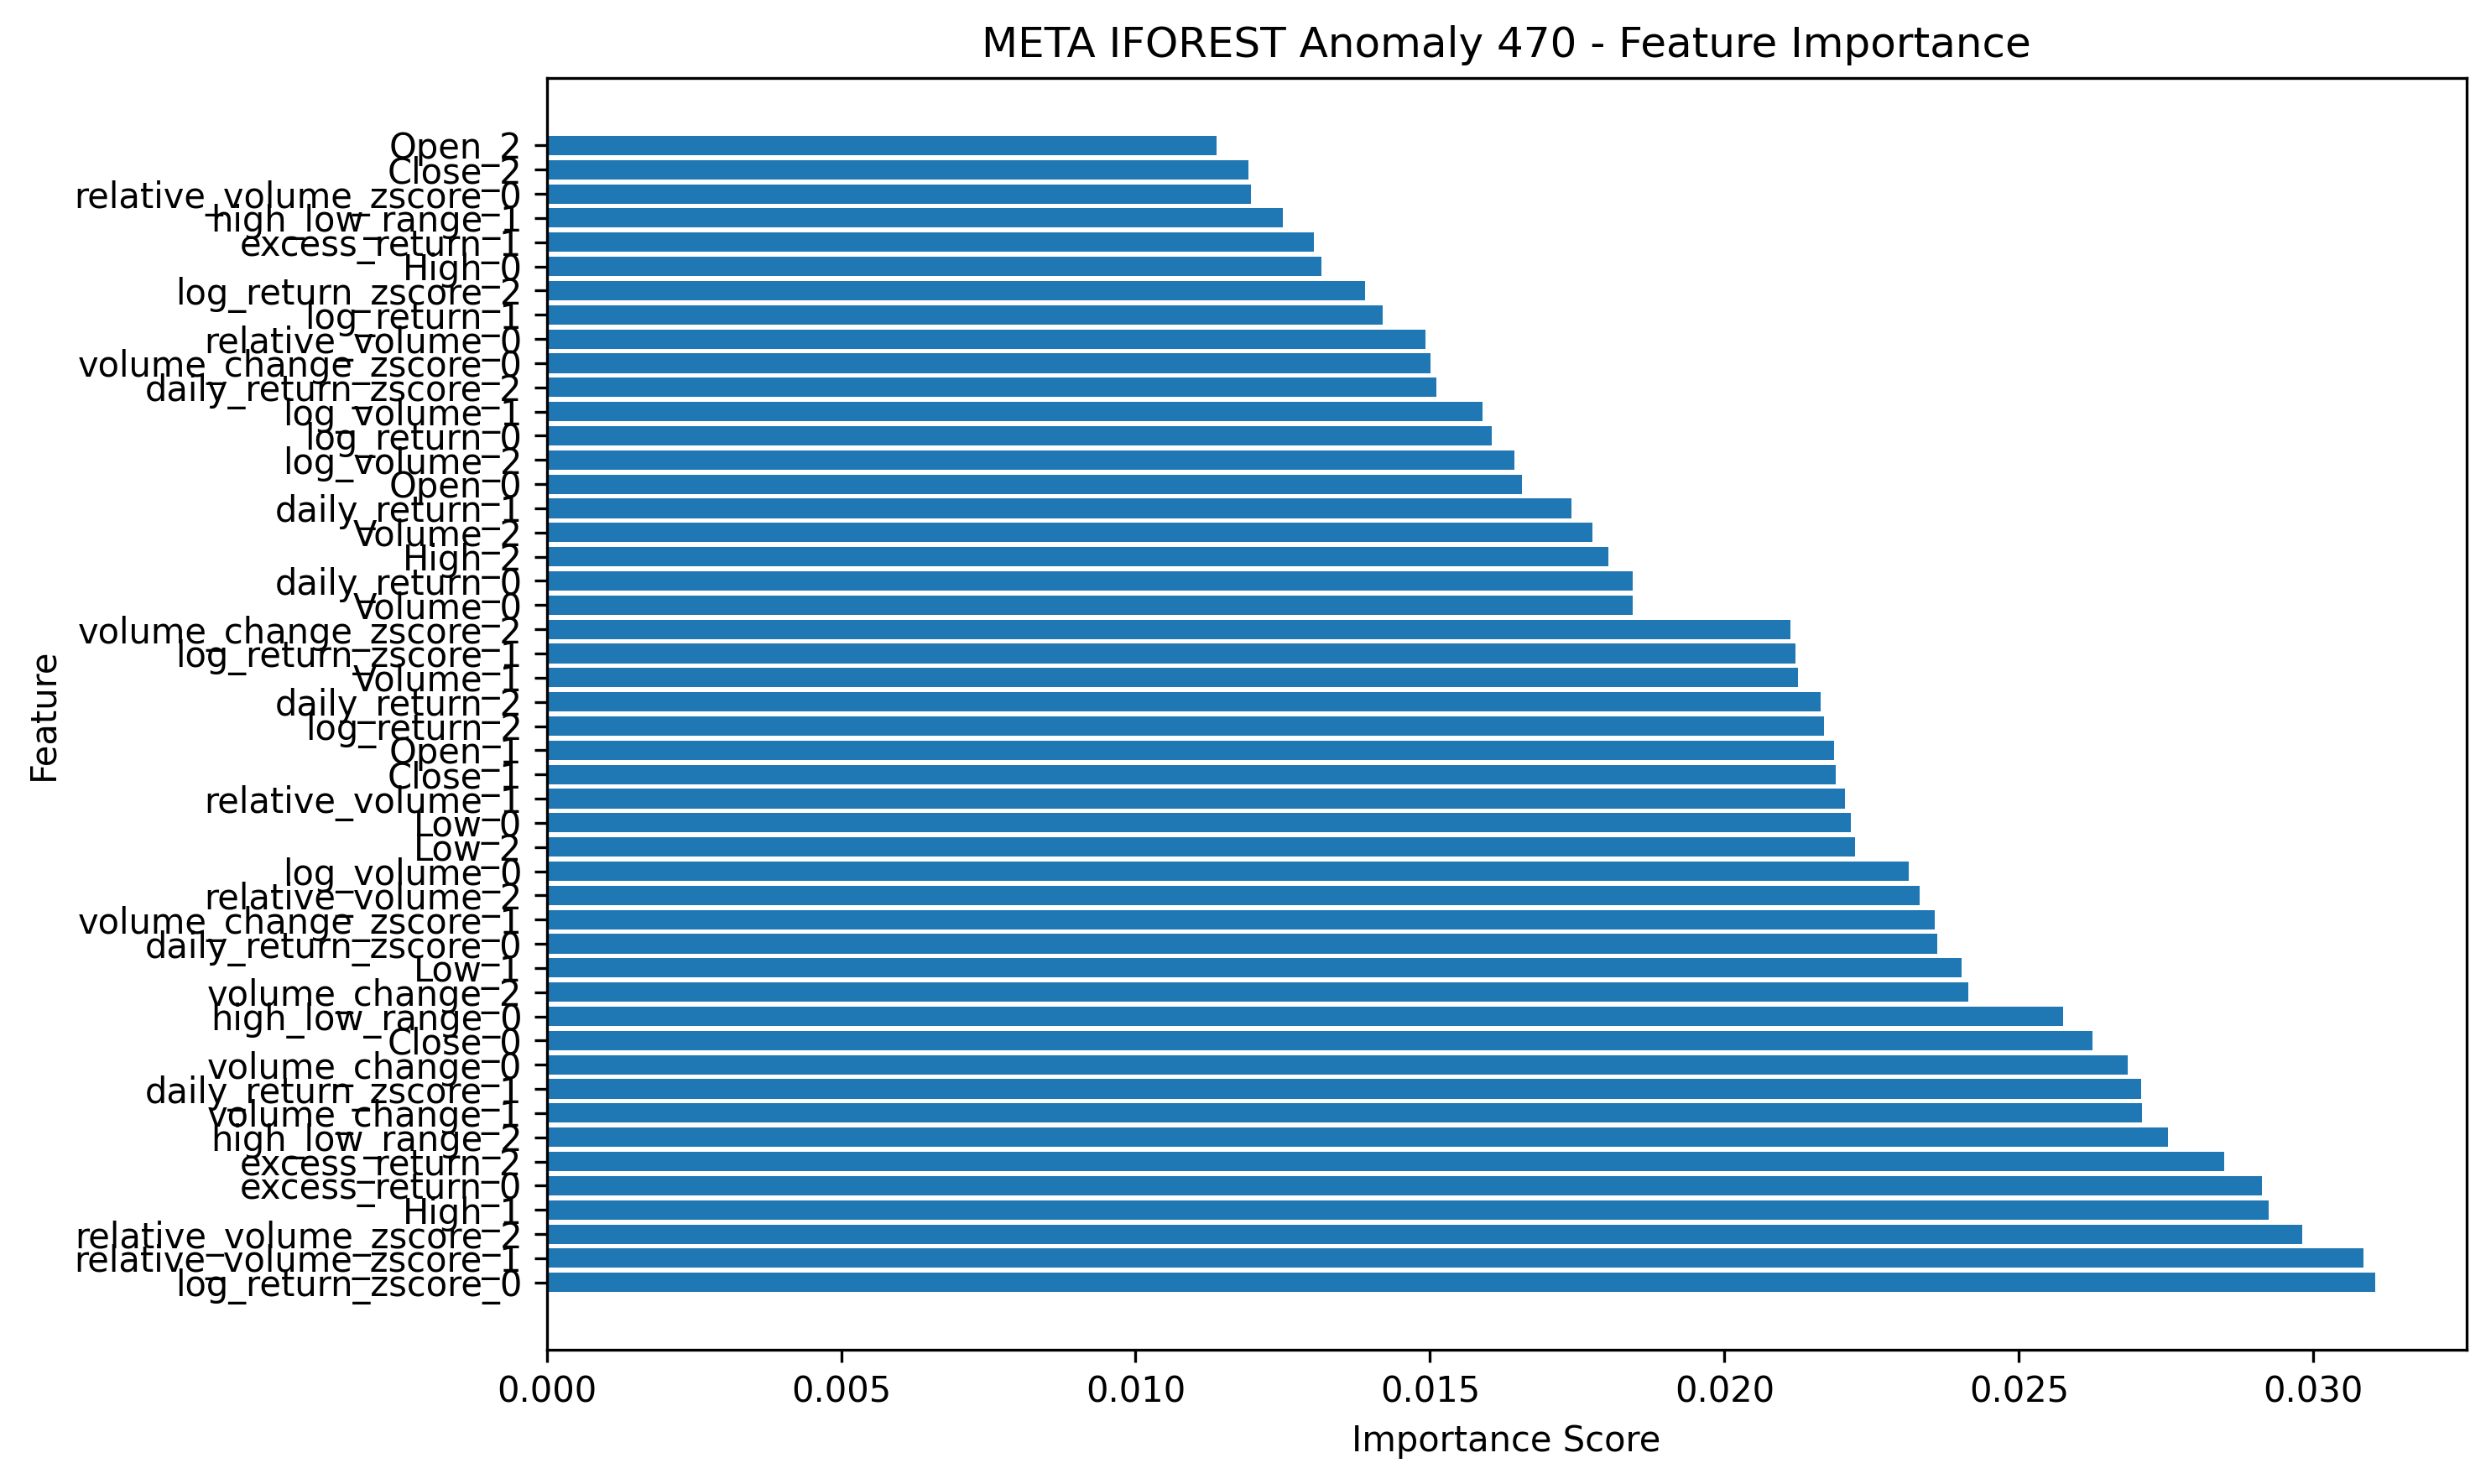 META IFOREST Anomaly 470 - Feature Importance
Open_2
Close_2
relative_volume_zscore_0
high_low_range_1
excess_return_1
High_0
log_return_zscore_2
log_return_1
relative_volume_0
volume_change_zscore_0
daily_return_zscore_2
log_volume_1
log_return_0
log_volume_2
Open_0
daily_return_1
Volume_2
High_2
daily_return_0
Volume_0
volume_change_zscore_2
log_return_zscore_1
Volume_1
daily_return_2
log_return_2
Open_1
Close_1
relative_volume_1
Low_0
Low_2
log_volume_0
relative_volume_2
volume_change_zscore_1
daily_return_zscore_0
Low_1
volume_change_2
high_low_range_0
Close_0
volume_change_0
daily_return_zscore_1
volume_change_1
high_low_range_2
excess_return_2
excess_return_0
High_1
relative_volume_zscore_2
relative_volume_zscore_1
log_return_zscore_0
Feature
0.000 0.005 0.010 0.015 0.020 0.025 0.030
Importance Score